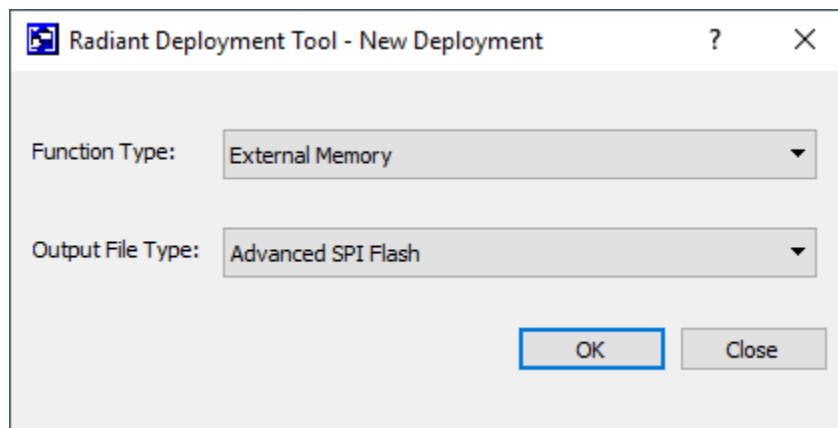 Radiant Deployment Tool - New Deployment ?
Function Type: External Memory
Output File Type: Advanced SPI Flash
OK Close